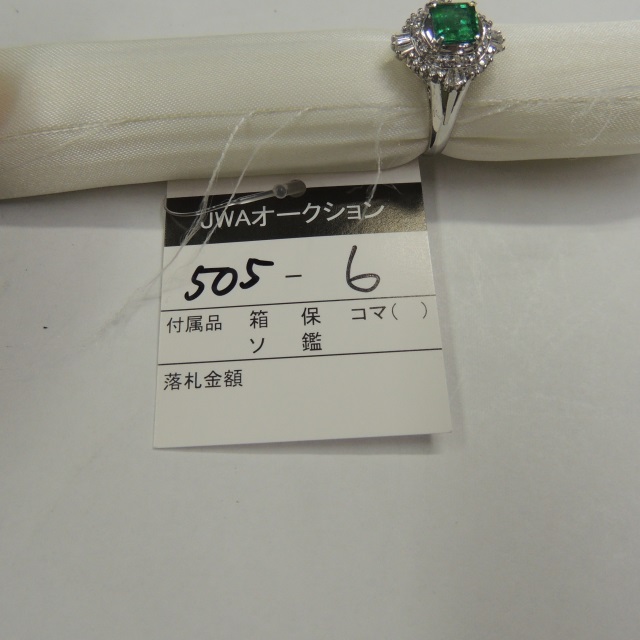 JWAオークション
505-6
付属品 箱 保 コマ( )
ソ 鑑
落札金額